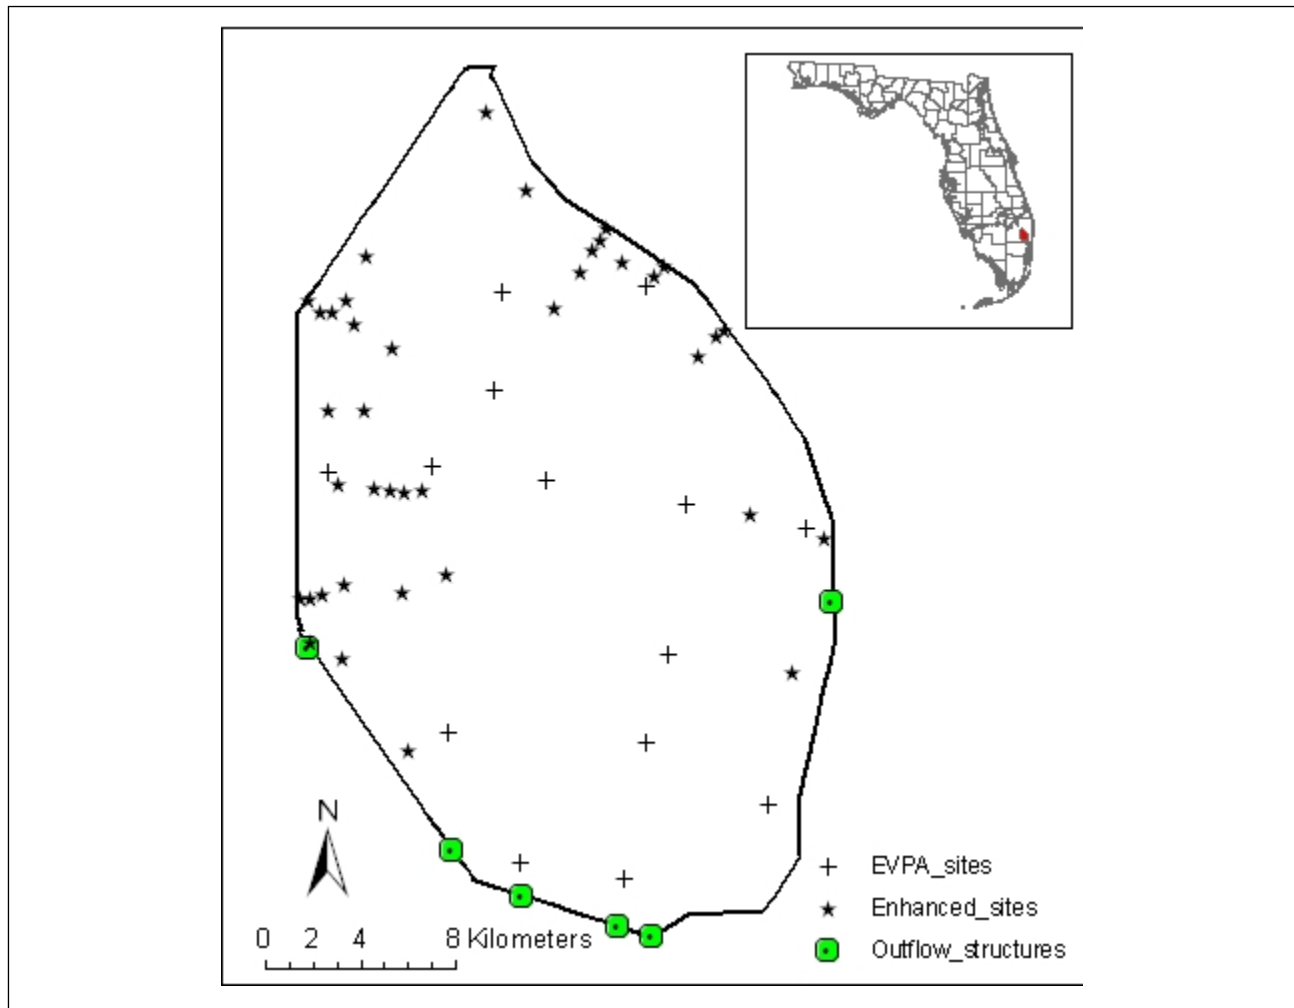 N
0 2 4 8 Kilometers
EVPA_sites
Enhanced_sites
Outflow_structures